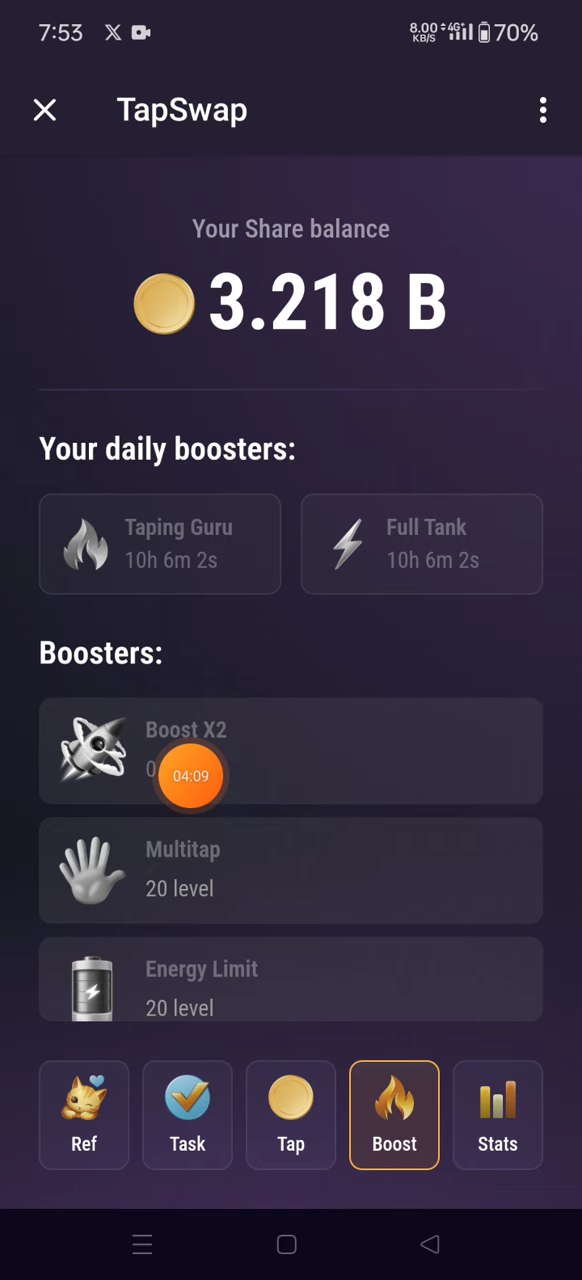 7:53
8.00 KB/S 4G+ 70%
TapSwap
Your Share balance
3.218 B
Your daily boosters:
Taping Guru
10h 6m 2s
Full Tank
10h 6m 2s
Boosters:
Boost X2
0
04:09
Multitap
20 level
Energy Limit
20 level
Ref
Task
Tap
Boost
Stats